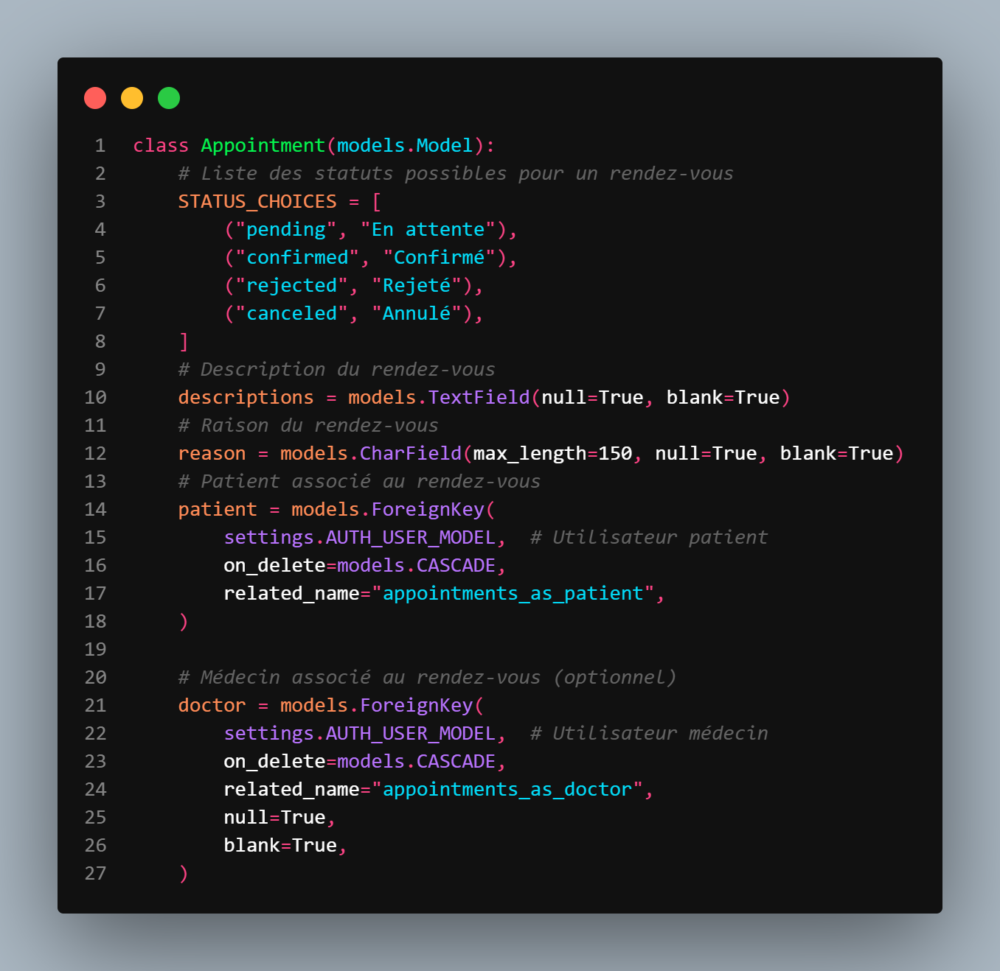 1 class Appointment(models.Model):
2     # Liste des statuts possibles pour un rendez-vous
3     STATUS_CHOICES = [
4         ("pending", "En attente"),
5         ("confirmed", "Confirmé"),
6         ("rejected", "Rejeté"),
7         ("canceled", "Annulé"),
8     ]
9     # Description du rendez-vous
10     descriptions = models.TextField(null=True, blank=True)
11     # Raison du rendez-vous
12     reason = models.CharField(max_length=150, null=True, blank=True)
13     # Patient associé au rendez-vous
14     patient = models.ForeignKey(
15         settings.AUTH_USER_MODEL,  # Utilisateur patient
16         on_delete=models.CASCADE,
17         related_name="appointments_as_patient",
18     )
19
20     # Médecin associé au rendez-vous (optionnel)
21     doctor = models.ForeignKey(
22         settings.AUTH_USER_MODEL,  # Utilisateur médecin
23         on_delete=models.CASCADE,
24         related_name="appointments_as_doctor",
25         null=True,
26         blank=True,
27     )